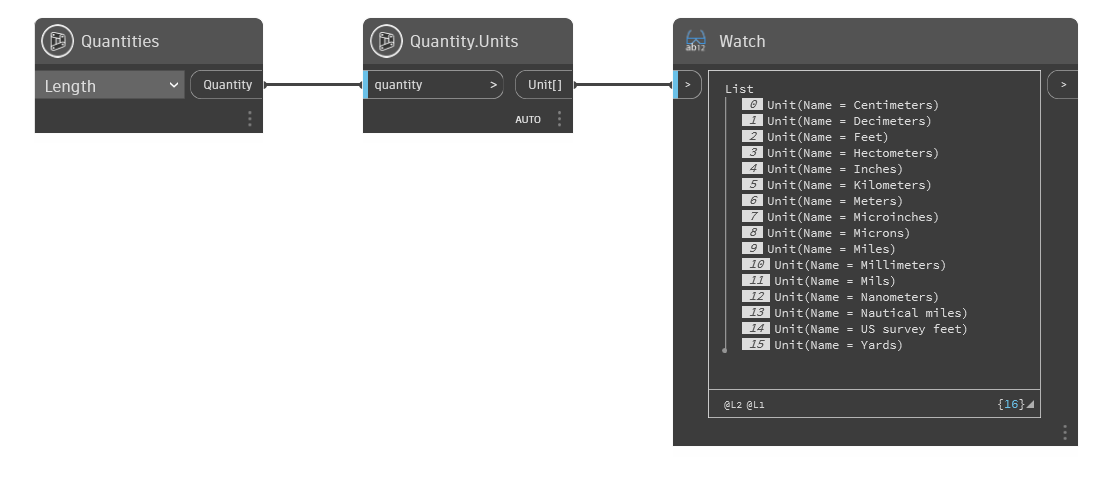 Quantities
Length
Quantity
Quantity.Units
quantity >
Unit[]
AUTO
ab12
Watch
>
>
List
0 Unit(Name = Centimeters)
1 Unit(Name = Decimeters)
2 Unit(Name = Feet)
3 Unit(Name = Hectometers)
4 Unit(Name = Inches)
5 Unit(Name = Kilometers)
6 Unit(Name = Meters)
7 Unit(Name = Microinches)
8 Unit(Name = Microns)
9 Unit(Name = Miles)
10 Unit(Name = Millimeters)
11 Unit(Name = Mils)
12 Unit(Name = Nanometers)
13 Unit(Name = Nautical miles)
14 Unit(Name = US survey feet)
15 Unit(Name = Yards)
@L2 @L1
{16}